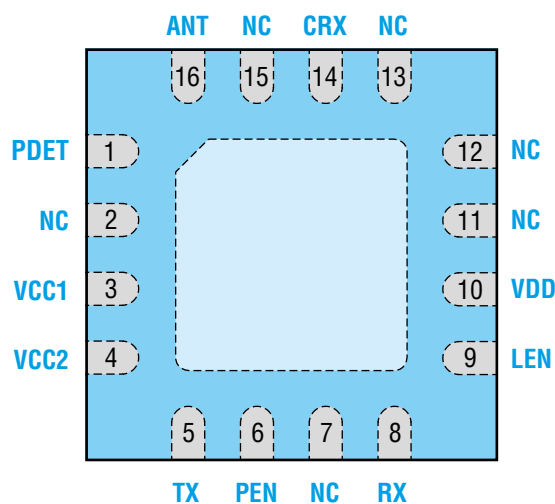 ANT NC CRX NC
16 15 14 13
PDET 1 12 NC
NC 2 11 NC
VCC1 3 10 VDD
VCC2 4 9 LEN
5 6 7 8
TX PEN NC RX